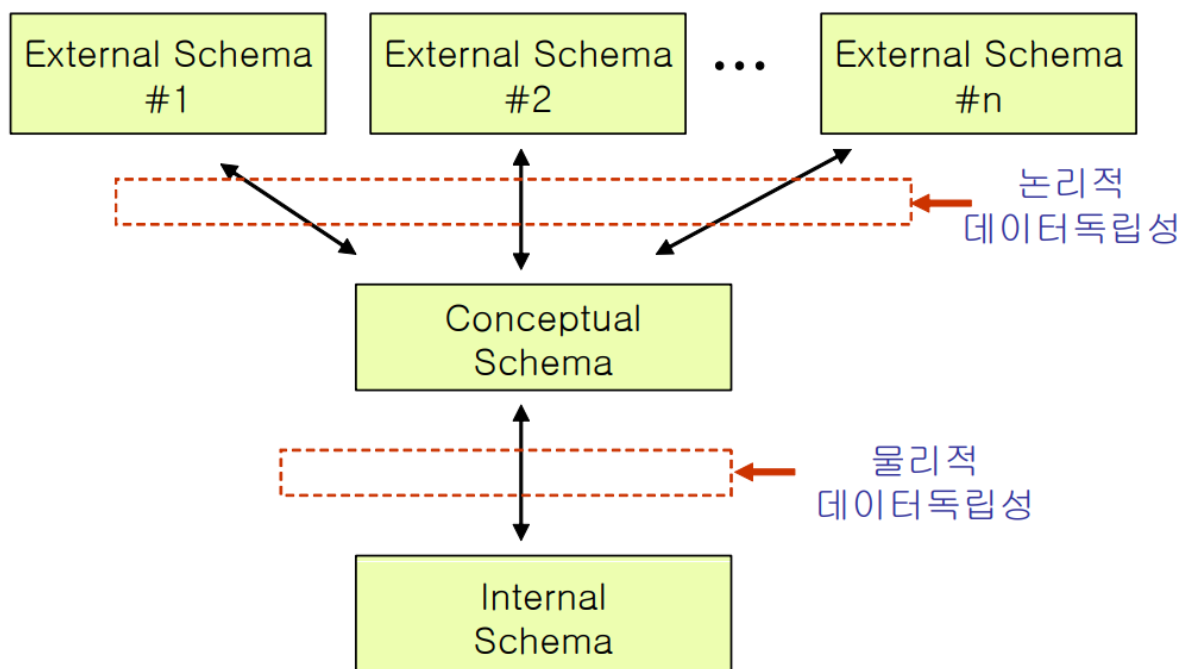 External Schema
#1
External Schema
#2
...
External Schema
#n
논리적
데이터독립성
Conceptual
Schema
물리적
데이터독립성
Internal
Schema